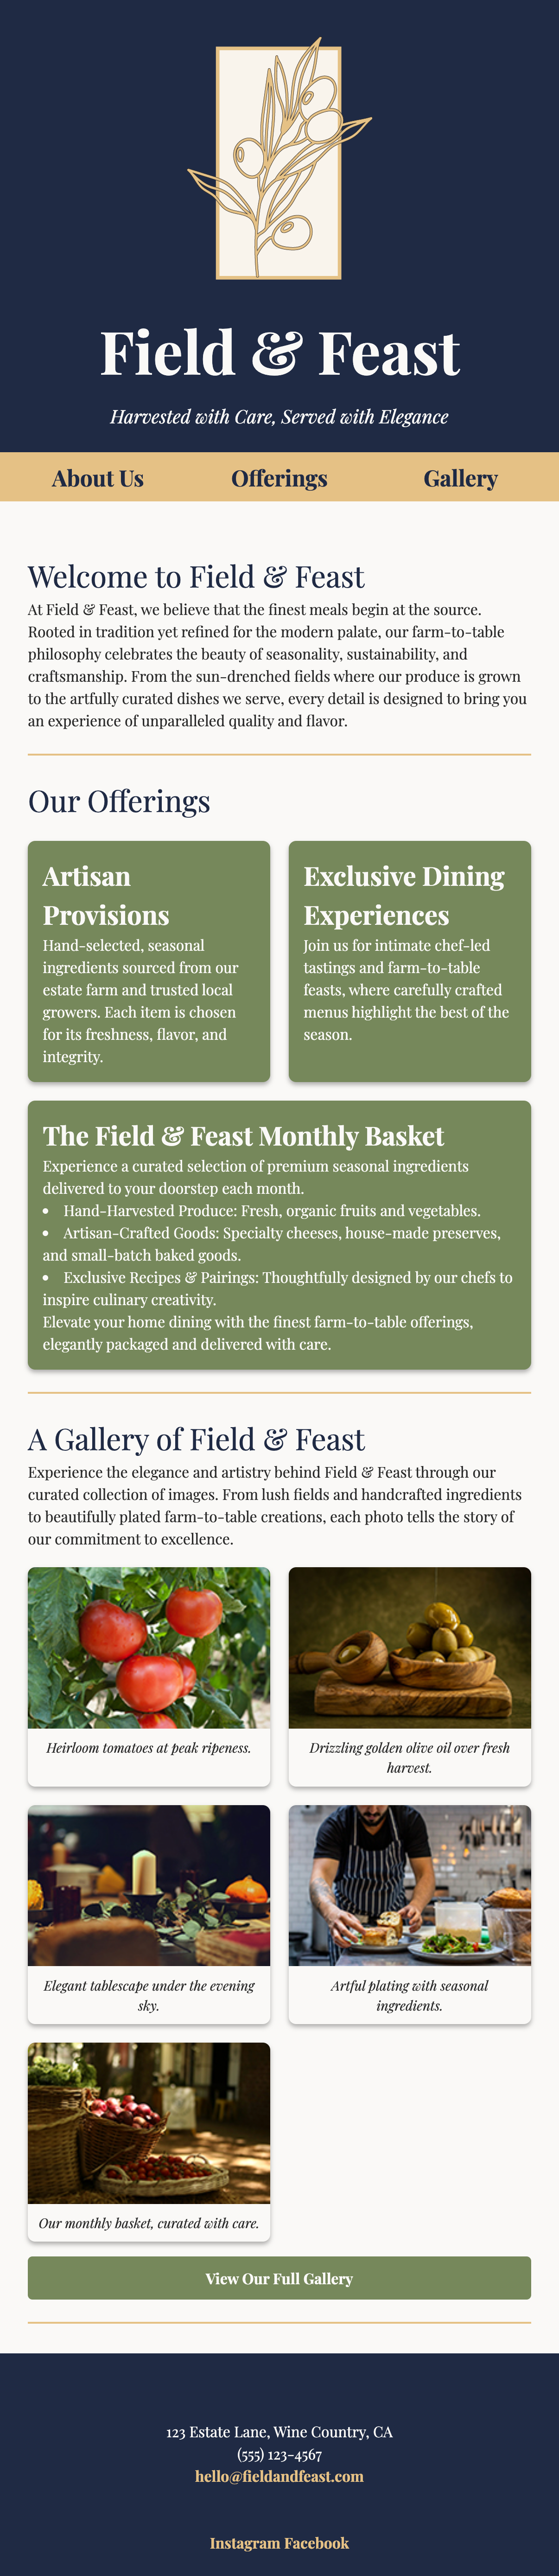 Field & Feast
Harvested with Care, Served with Elegance
About Us Offerings Gallery
Welcome to Field & Feast
At Field & Feast, we believe that the finest meals begin at the source.
Rooted in tradition yet refined for the modern palate, our farm-to-table
philosophy celebrates the beauty of seasonality, sustainability, and
craftsmanship. From the sun-drenched fields where our produce is grown
to the artfully curated dishes we serve, every detail is designed to bring you
an experience of unparalleled quality and flavor.
Our Offerings
Artisan
Provisions
Hand-selected, seasonal
ingredients sourced from our
estate farm and trusted local
growers. Each item is chosen
for its freshness, flavor, and
integrity.
Exclusive Dining
Experiences
Join us for intimate chef-led
tastings and farm-to-table
feasts, where carefully crafted
menus highlight the best of the
season.
The Field & Feast Monthly Basket
Experience a curated selection of premium seasonal ingredients
delivered to your doorstep each month.
• Hand-Harvested Produce: Fresh, organic fruits and vegetables.
• Artisan-Crafted Goods: Specialty cheeses, house-made preserves,
and small-batch baked goods.
• Exclusive Recipes & Pairings: Thoughtfully designed by our chefs to
inspire culinary creativity.
Elevate your home dining with the finest farm-to-table offerings,
elegantly packaged and delivered with care.
A Gallery of Field & Feast
Experience the elegance and artistry behind Field & Feast through our
curated collection of images. From lush fields and handcrafted ingredients
to beautifully plated farm-to-table creations, each photo tells the story of
our commitment to excellence.
Heirloom tomatoes at peak ripeness.
Drizzling golden olive oil over fresh
harvest.
Elegant tablescape under the evening
sky.
Artful plating with seasonal
ingredients.
Our monthly basket, curated with care.
View Our Full Gallery
123 Estate Lane, Wine Country, CA
(555) 123-4567
hello@fieldandfeast.com
Instagram Facebook